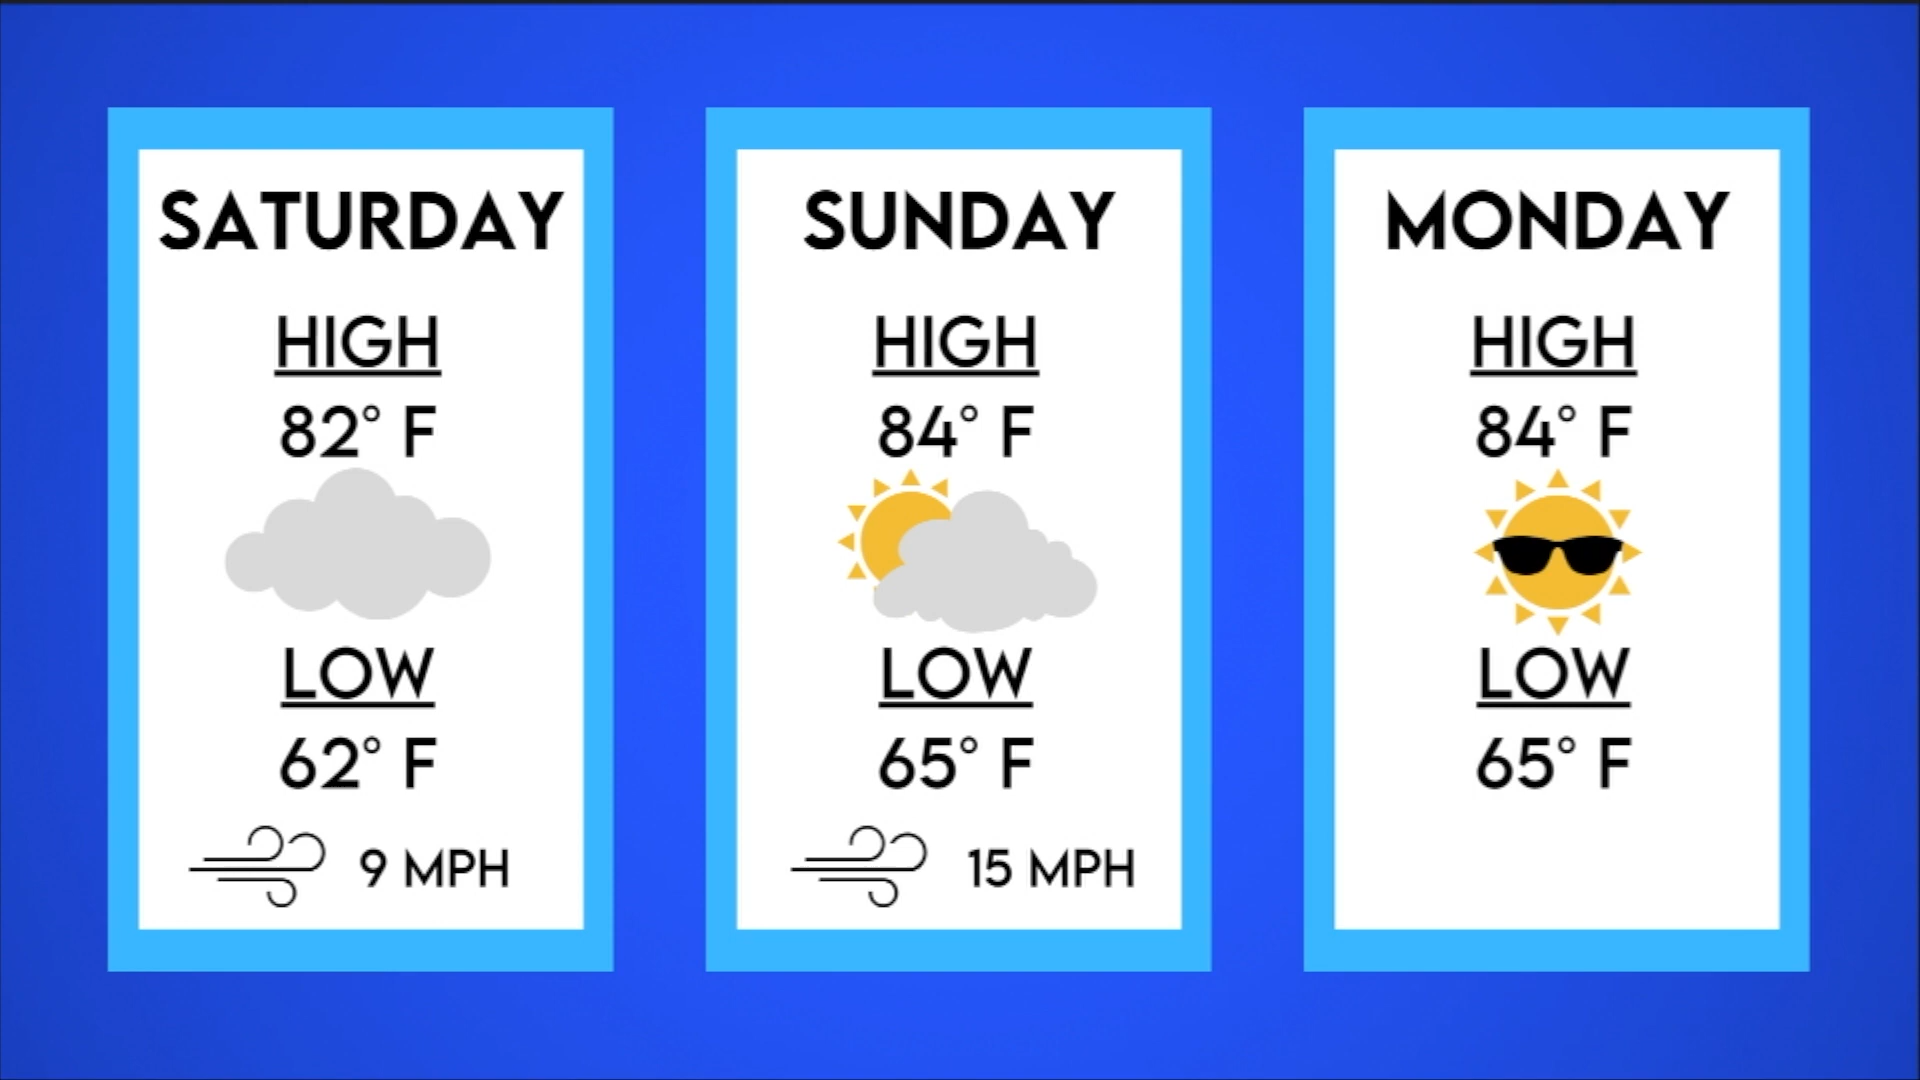 SATURDAY
HIGH
82° F
LOW
62° F
9 MPH
SUNDAY
HIGH
84° F
LOW
65° F
15 MPH
MONDAY
HIGH
84° F
LOW
65° F